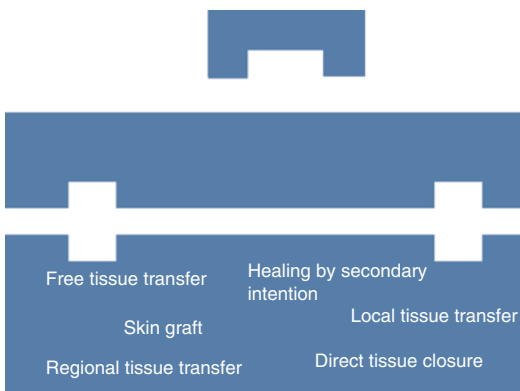 Free tissue transfer
Healing by secondary
intention
Local tissue transfer
Skin graft
Direct tissue closure
Regional tissue transfer